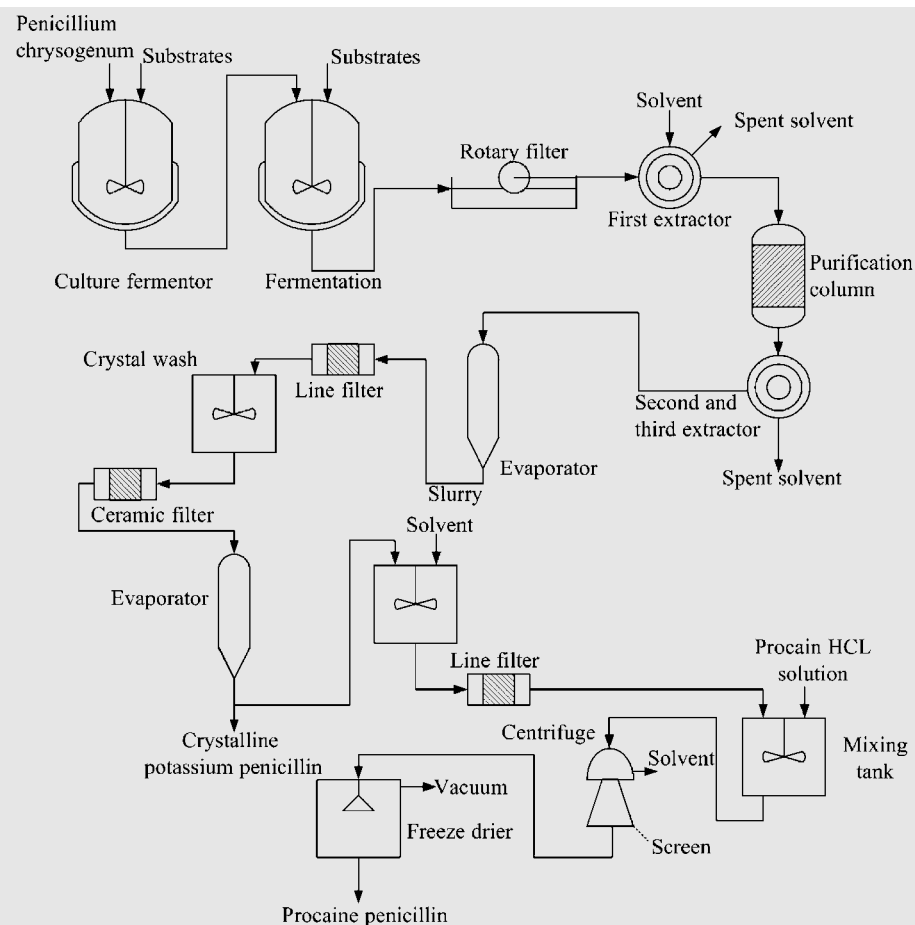 Penicillium
chrysogenum
Substrates
Substrates
Solvent
Spent solvent
Rotary filter
First extractor
Culture fermentor
Fermentation
Purification
column
Crystal wash
Line filter
Second and
third extractor
Evaporator
Spent solvent
Slurry
Ceramic filter
Solvent
Evaporator
Line filter
Procain HCL
solution
Crystalline
potassium penicillin
Centrifuge
Solvent
Mixing
tank
Vacuum
Freeze drier
Screen
Procaine penicillin